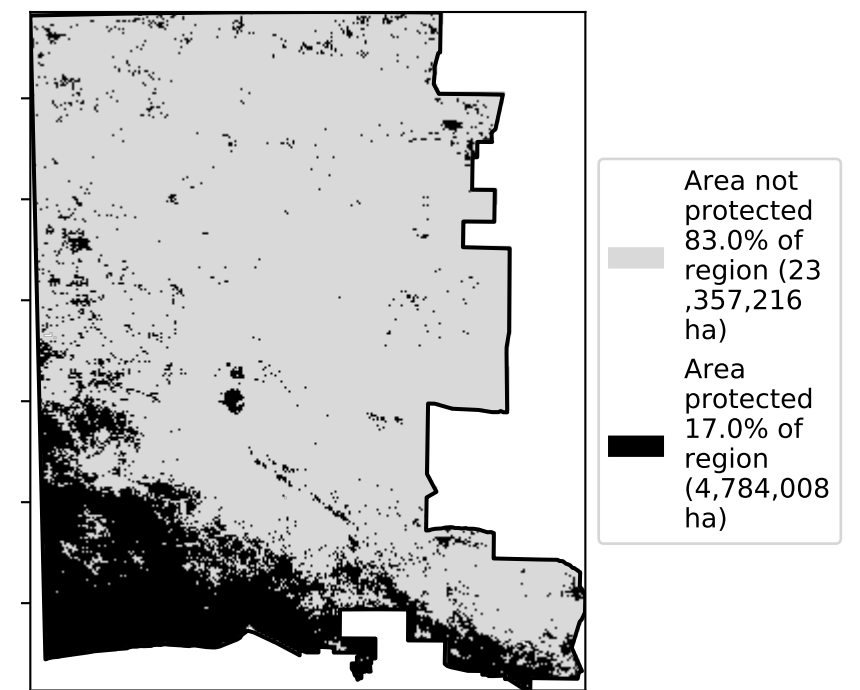 Area not
protected
83.0% of
region (23
,357,216
ha)
Area
protected
17.0% of
region
(4,784,008
ha)